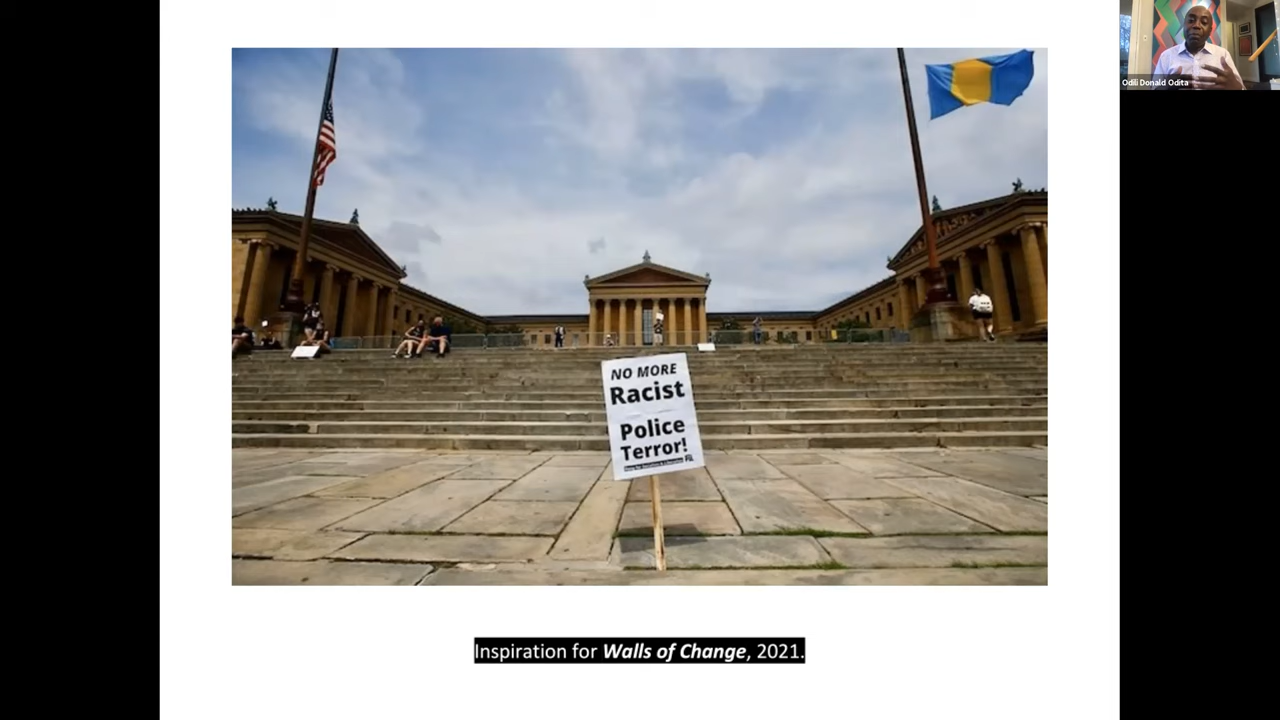 Odili Donald Odita
NO MORE
Racist
Police
Terror!
Inspiration for Walls of Change, 2021.